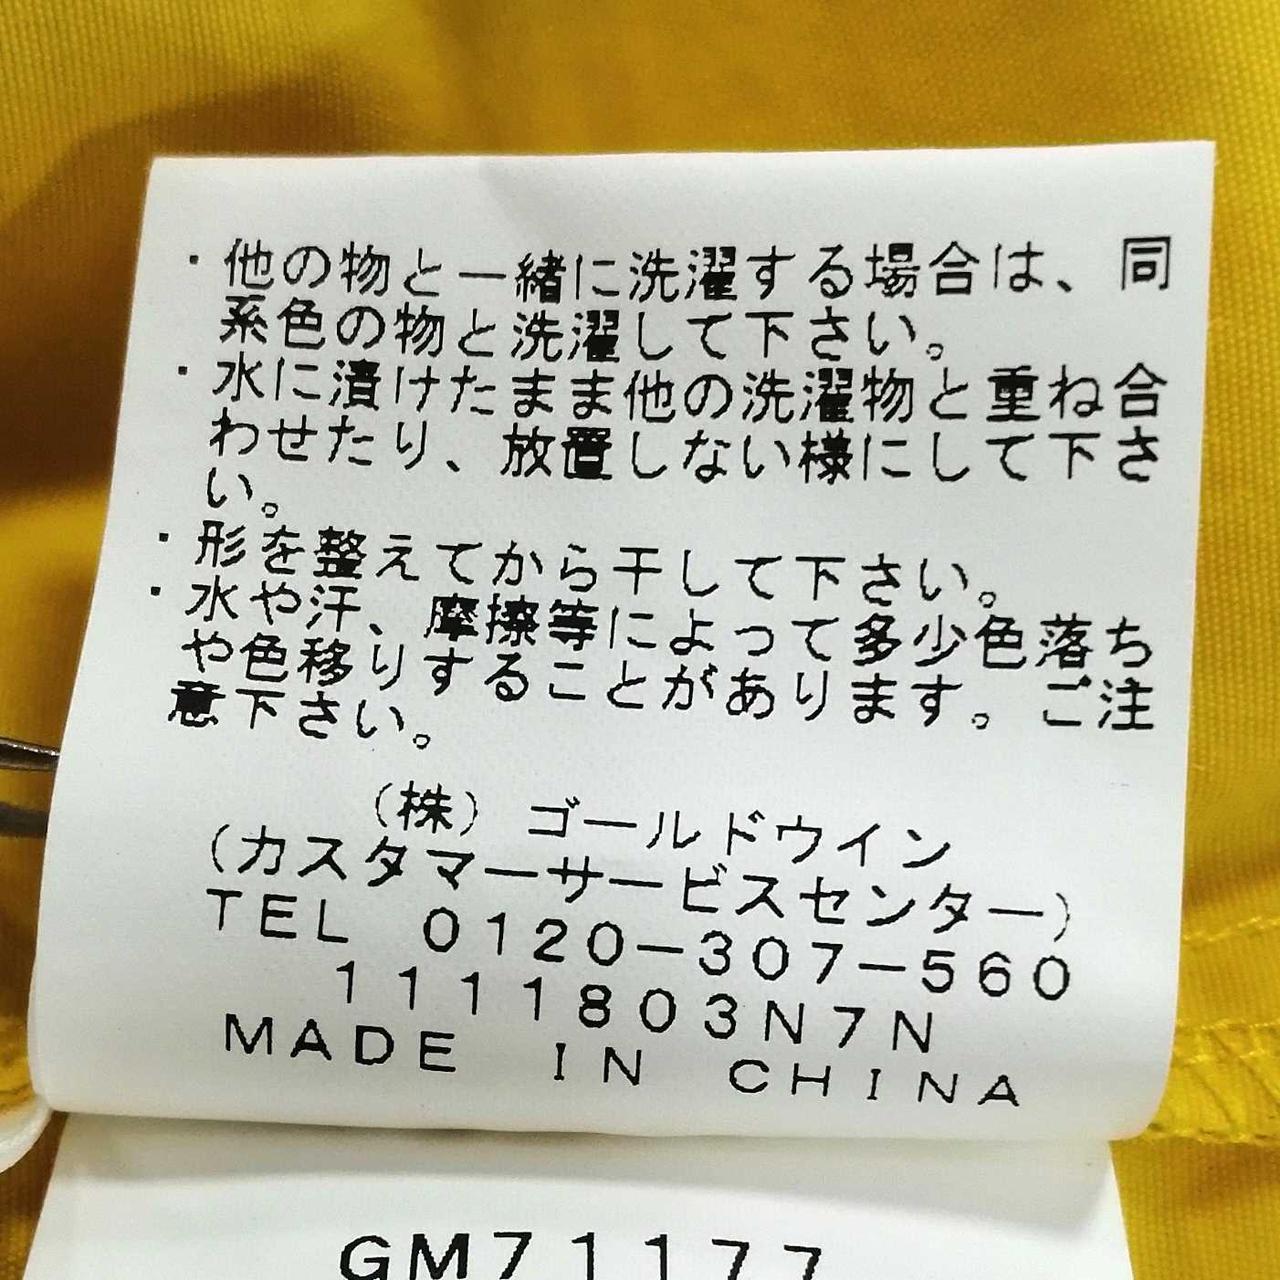 ・他の物と一緒に洗濯する場合は、同
系色の物と洗濯して下さい。
・水に漬けたまま他の洗濯物と重ね合
わせたり、放置しない様にして下さ
い。
・形を整えてから干して下さい。
・水や汗、摩擦等によって多少色落ち
や色移りすることがあります。ご注
意下さい。
(株) ゴールドウイン
(カスタマーサービスセンター)
TEL 0120-307-560
1111803N7N
MADE IN CHINA
GM71177